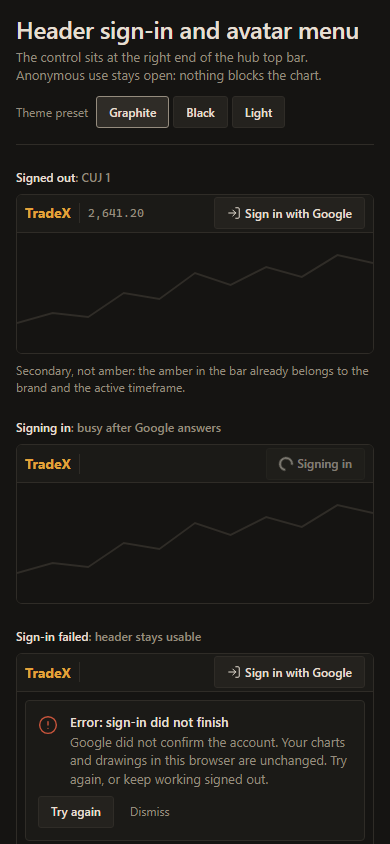 Header sign-in and avatar menu
The control sits at the right end of the hub top bar.
Anonymous use stays open: nothing blocks the chart.
Theme preset Graphite Black Light
Signed out: CUJ 1
TradeX 2,641.20 Sign in with Google
Secondary, not amber: the amber in the bar already belongs to the
brand and the active timeframe.
Signing in: busy after Google answers
TradeX Signing in
Sign-in failed: header stays usable
TradeX Sign in with Google
Error: sign-in did not finish
Google did not confirm the account. Your charts
and drawings in this browser are unchanged. Try
again, or keep working signed out.
Try again Dismiss